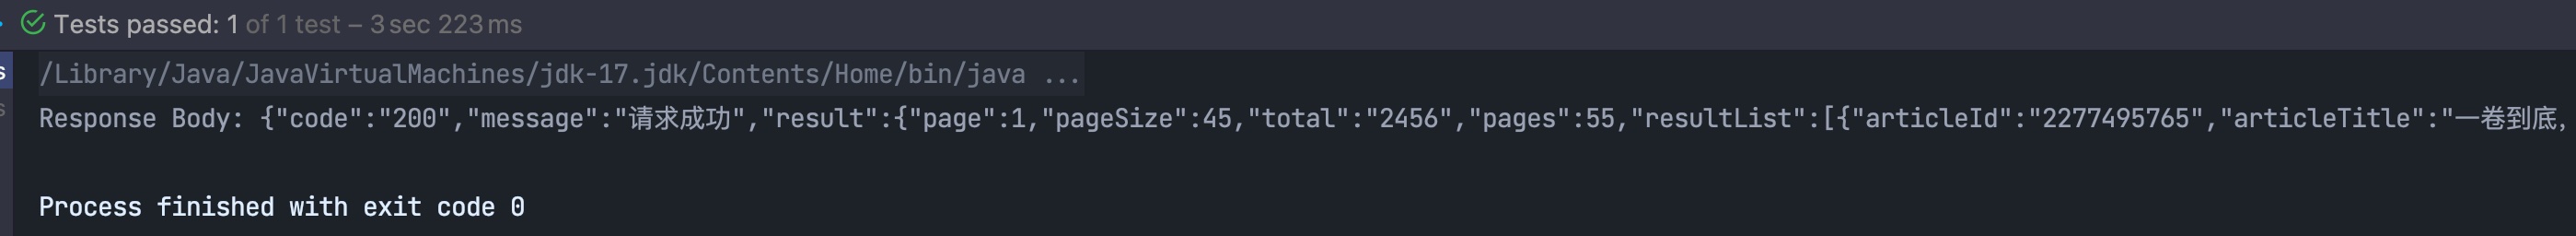 Tests passed: 1 of 1 test – 3 sec 223 ms
/Library/Java/JavaVirtualMachines/jdk-17.jdk/Contents/Home/bin/java ...
Response Body: {"code":"200","message":"请求成功","result":{"page":1,"pageSize":45,"total":"2456","pages":55,"resultList":[{"articleId":"2277495765","articleTitle":"一卷到底,
Process finished with exit code 0